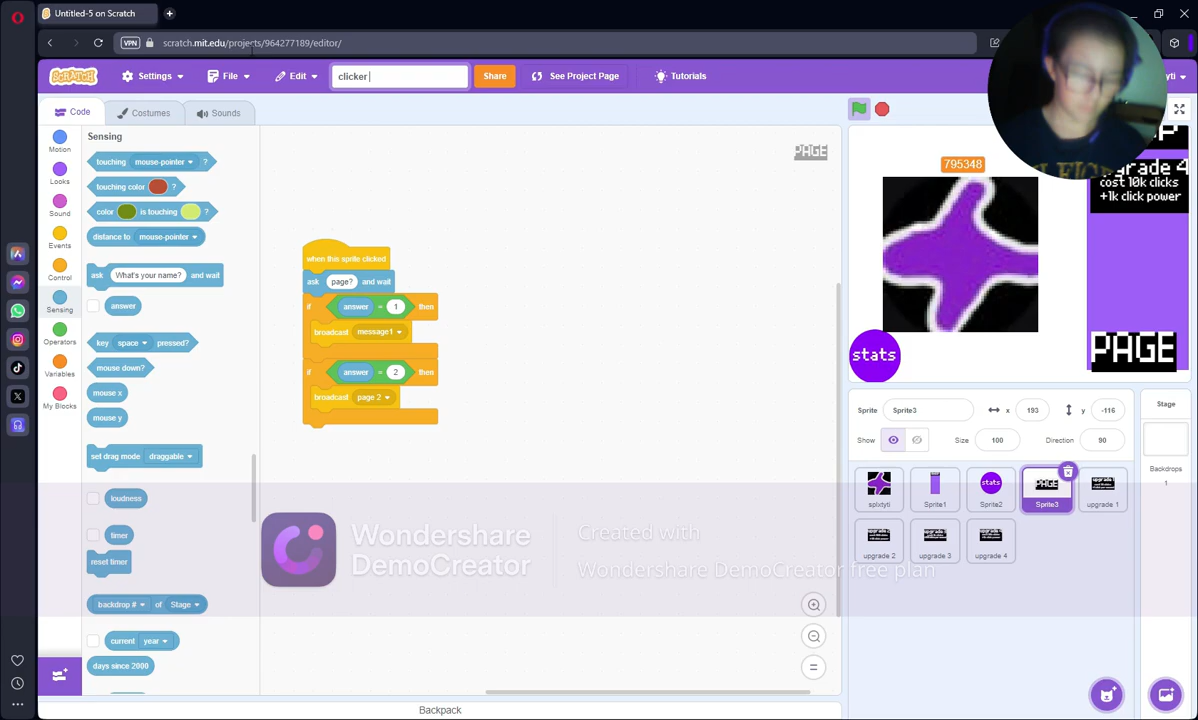 Untitled-5 on Scratch
VPN
scratch.mit.edu/projects/964277189/editor/
SCRATCH
Settings
File
Edit
clicker
Share
See Project Page
Tutorials
yti
Code
Costumes
Sounds
Motion
Looks
Sound
Events
Control
Sensing
Operators
Variables
My Blocks
Sensing
touching mouse-pointer ?
touching color ?
color is touching ?
distance to mouse-pointer
ask What's your name? and wait
answer
key space pressed?
mouse down?
mouse x
mouse y
set drag mode draggable
loudness
timer
reset timer
backdrop # of Stage
current year
days since 2000
PAGE
when this sprite clicked
ask page? and wait
if answer = 1 then
broadcast message1
if answer = 2 then
broadcast page 2
795348
upgrade 4
cost 10k clicks
+1k click power
stats
PAGE
Sprite
Sprite3
x
193
y
-116
Show
Size
100
Direction
90
Stage
Backdrops
1
splxtyti
Sprite1
stats
Sprite2
PAGE
Sprite3
upgrade 1
upgrade 2
upgrade 3
upgrade 4
Wondershare
DemoCreator
Created with
Wondershare DemoCreator free plan
Backpack